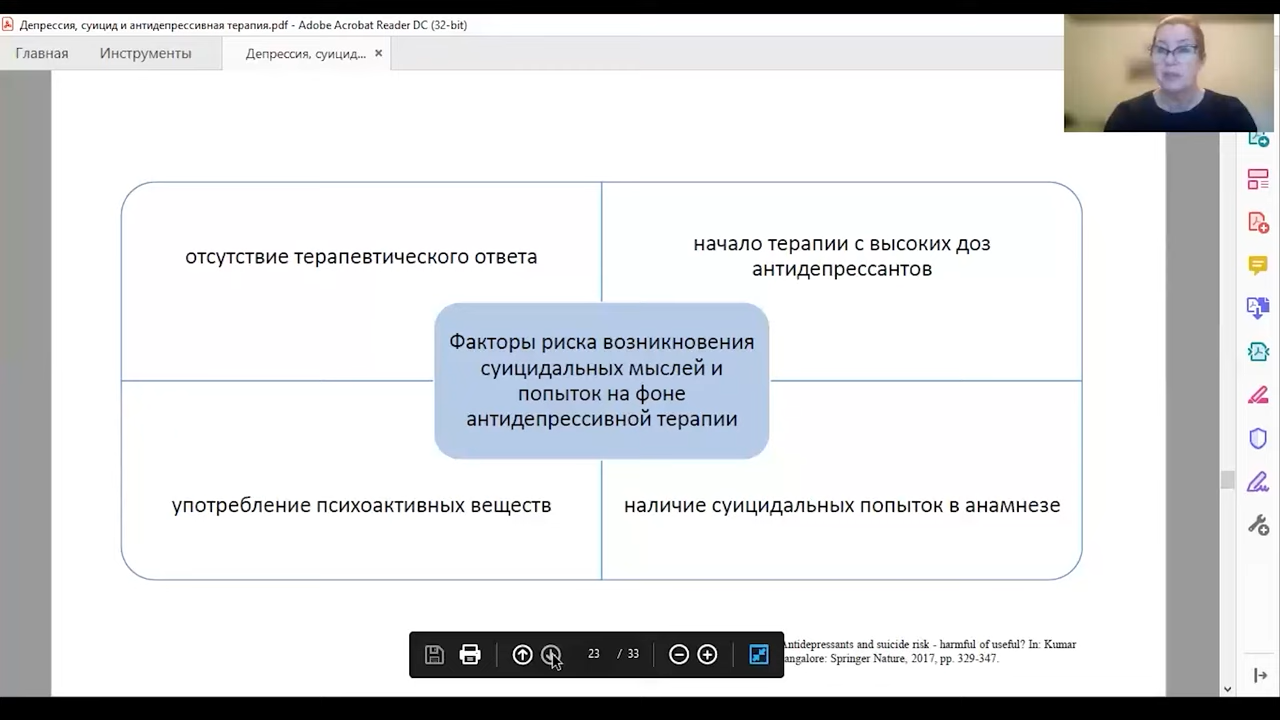 Депрессия, суицид и антидепрессивная терапия.pdf - Adobe Acrobat Reader DC (32-bit)
Главная
Инструменты
Депрессия, суицид...
отсутствие терапевтического ответа
начало терапии с высоких доз
антидепрессантов
Факторы риска возникновения
суицидальных мыслей и
попыток на фоне
антидепрессивной терапии
употребление психоактивных веществ
наличие суицидальных попыток в анамнезе
Antidepressants and suicide risk - harmful of useful? In: Kumar
angalore: Springer Nature, 2017, pp. 329-347.
23 / 33